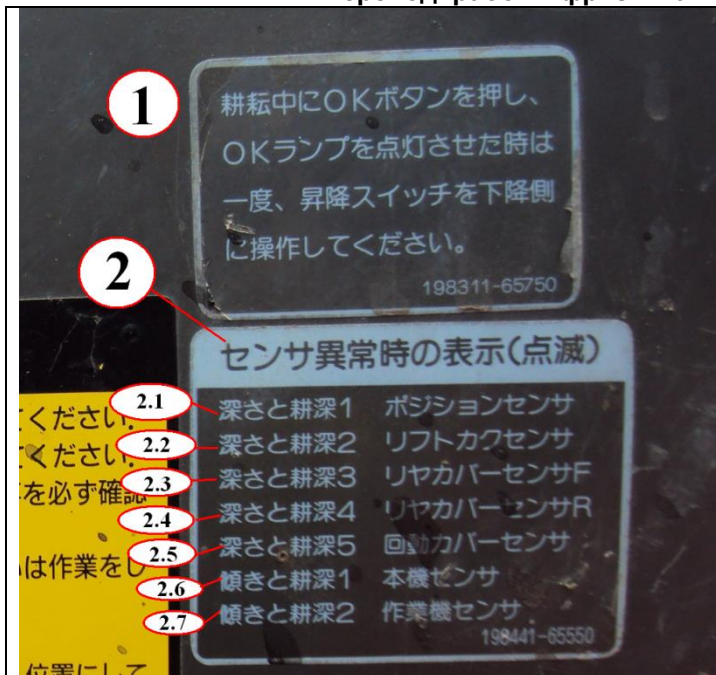 1
耕耘中にOKボタンを押し、
OKランプを点灯させた時は
一度、昇降スイッチを下降側
に操作してください。
198311-65750
2
センサ異常時の表示(点滅)
2.1 深さと耕深1 ポジションセンサ
2.2 深さと耕深2 リフトカクセンサ
2.3 深さと耕深3 リヤカバーセンサF
2.4 深さと耕深4 リヤカバーセンサR
2.5 深さと耕深5 回動カバーセンサ
2.6 傾きと耕深1 本機センサ
2.7 傾きと耕深2 作業機センサ
198441-65550
ください.
ください.
を必ず確認
は作業をし
位置にして